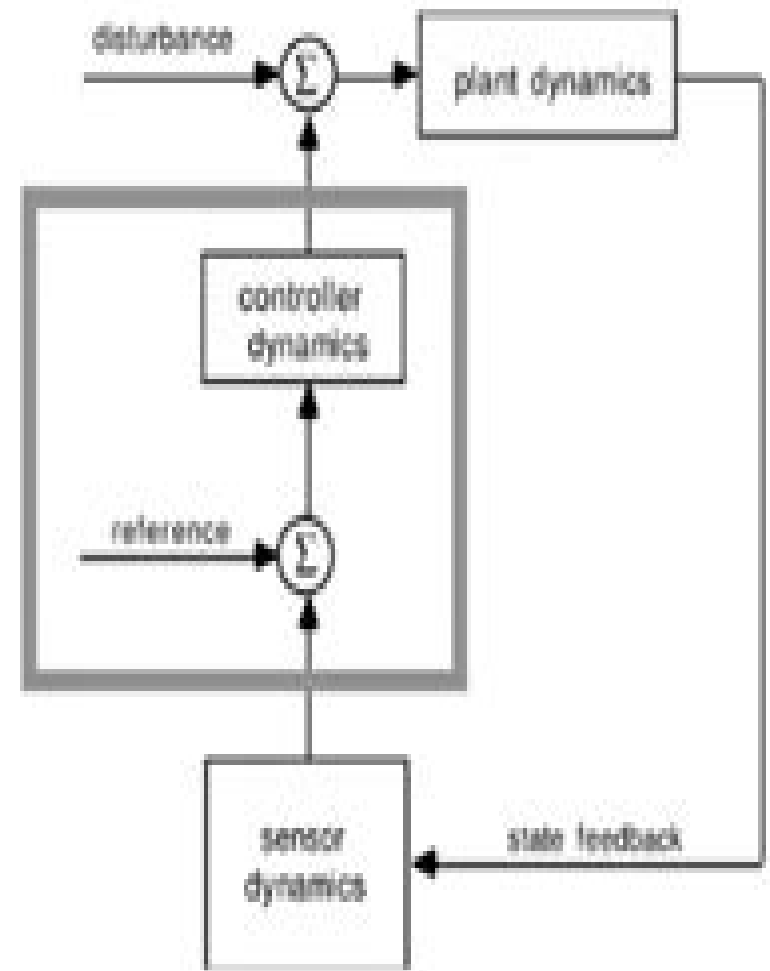 disturbance
Σ
plant dynamics
controller
dynamics
reference
Σ
sensor
dynamics
state feedback